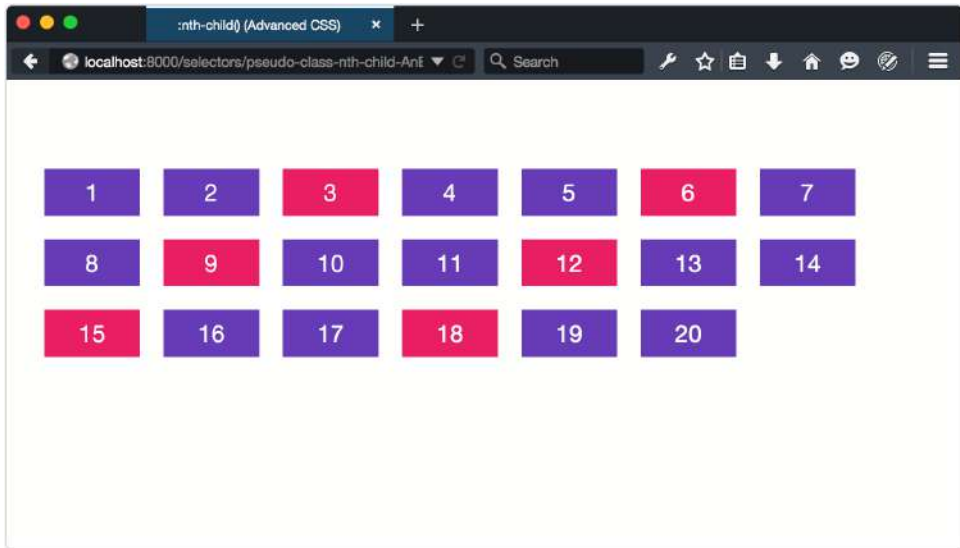 :nth-child() (Advanced CSS) × +
localhost:8000/selectors/pseudo-class-nth-child-AnB Search
1 2 3 4 5 6 7
8 9 10 11 12 13 14
15 16 17 18 19 20